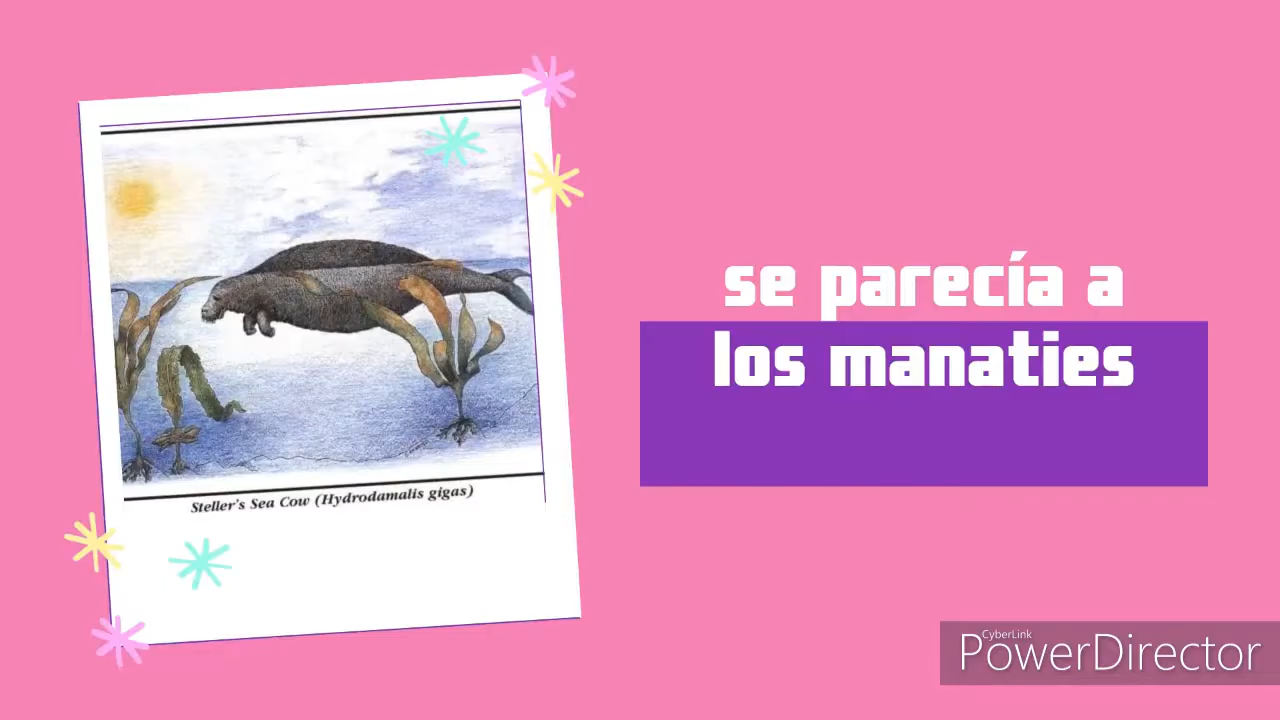 Steller's Sea Cow (Hydrodamalis gigas)
se parecía a
los manaties
CyberLink
PowerDirector